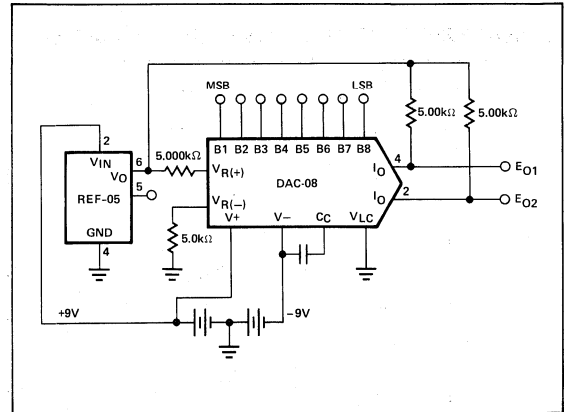 MSB LSB
5.00kΩ 5.00kΩ
2
B1 B2 B3 B4 B5 B6 B7 B8
VIN
VO 6 5.000kΩ VR(+) IO 4 EO1
5
REF-05 DAC-08
VR(−) IO 2 EO2
GND V+ V− CC VLC
4 5.0kΩ
+9V −9V